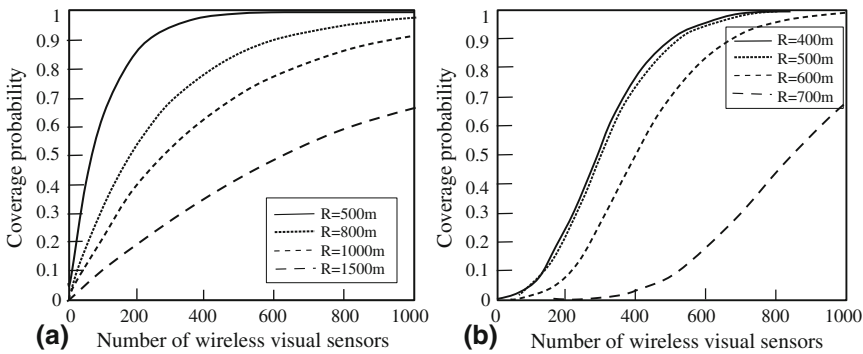 1
0.9
0.8
0.7
0.6
0.5
0.4
0.3
0.2
0.1
0
Coverage probability
R=500m
R=800m
R=1000m
R=1500m
0 200 400 600 800 1000
(a) Number of wireless visual sensors
1
0.9
0.8
0.7
0.6
0.5
0.4
0.3
0.2
0.1
0
Coverage probability
R=400m
R=500m
R=600m
R=700m
0 200 400 600 800 1000
(b) Number of wireless visual sensors